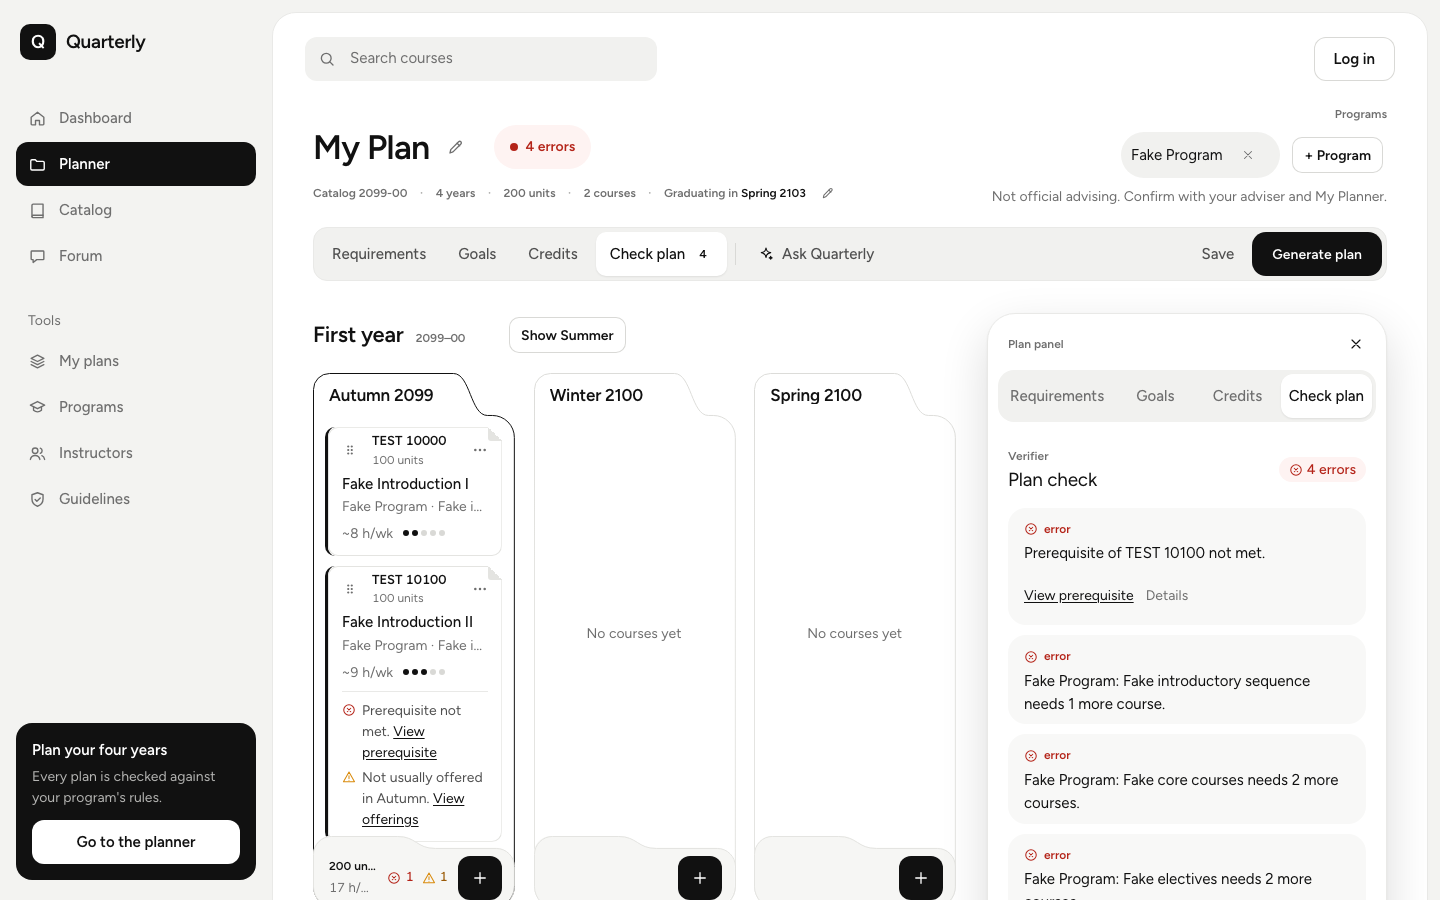 Q Quarterly
Search courses
Log in
Dashboard
Planner
Catalog
Forum
Tools
My plans
Programs
Instructors
Guidelines
Plan your four years
Every plan is checked against
your program's rules.
Go to the planner
My Plan
4 errors
Catalog 2099-00 · 4 years · 200 units · 2 courses · Graduating in Spring 2103
Programs
Fake Program
+ Program
Not official advising. Confirm with your adviser and My Planner.
Requirements Goals Credits Check plan 4 Ask Quarterly Save Generate plan
First year 2099–00 Show Summer
Autumn 2099
TEST 10000
100 units
Fake Introduction I
Fake Program · Fake i...
~8 h/wk
TEST 10100
100 units
Fake Introduction II
Fake Program · Fake i...
~9 h/wk
Prerequisite not
met. View
prerequisite
Not usually offered
in Autumn. View
offerings
200 un...
17 h/...
1 1
+
Winter 2100
No courses yet
+
Spring 2100
No courses yet
+
Plan panel
Requirements Goals Credits Check plan
Verifier
Plan check
4 errors
error
Prerequisite of TEST 10100 not met.
View prerequisite Details
error
Fake Program: Fake introductory sequence
needs 1 more course.
error
Fake Program: Fake core courses needs 2 more
courses.
error
Fake Program: Fake electives needs 2 more